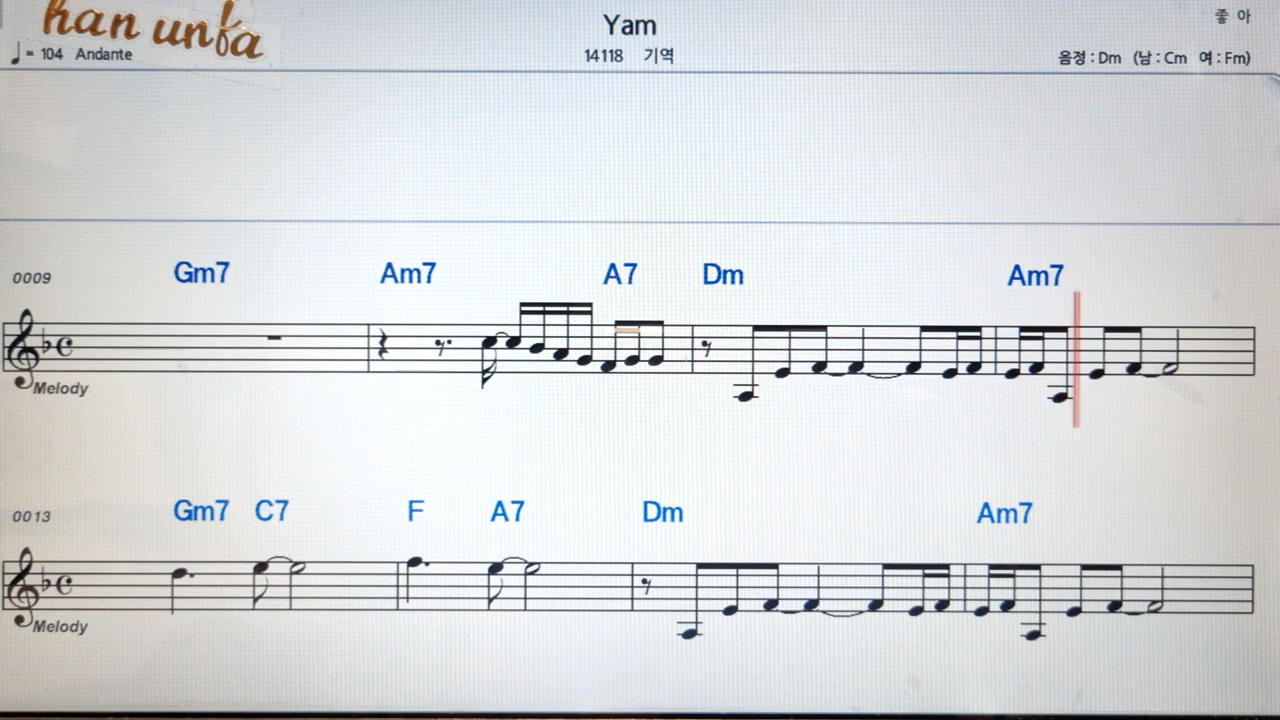 han unfa
Yam
좋 아
♩= 104 Andante
14118 기역
음정 : Dm (남 : Cm 여 : Fm)
0009 Gm7 Am7 A7 Dm Am7
Melody
0013 Gm7 C7 F A7 Dm Am7
Melody